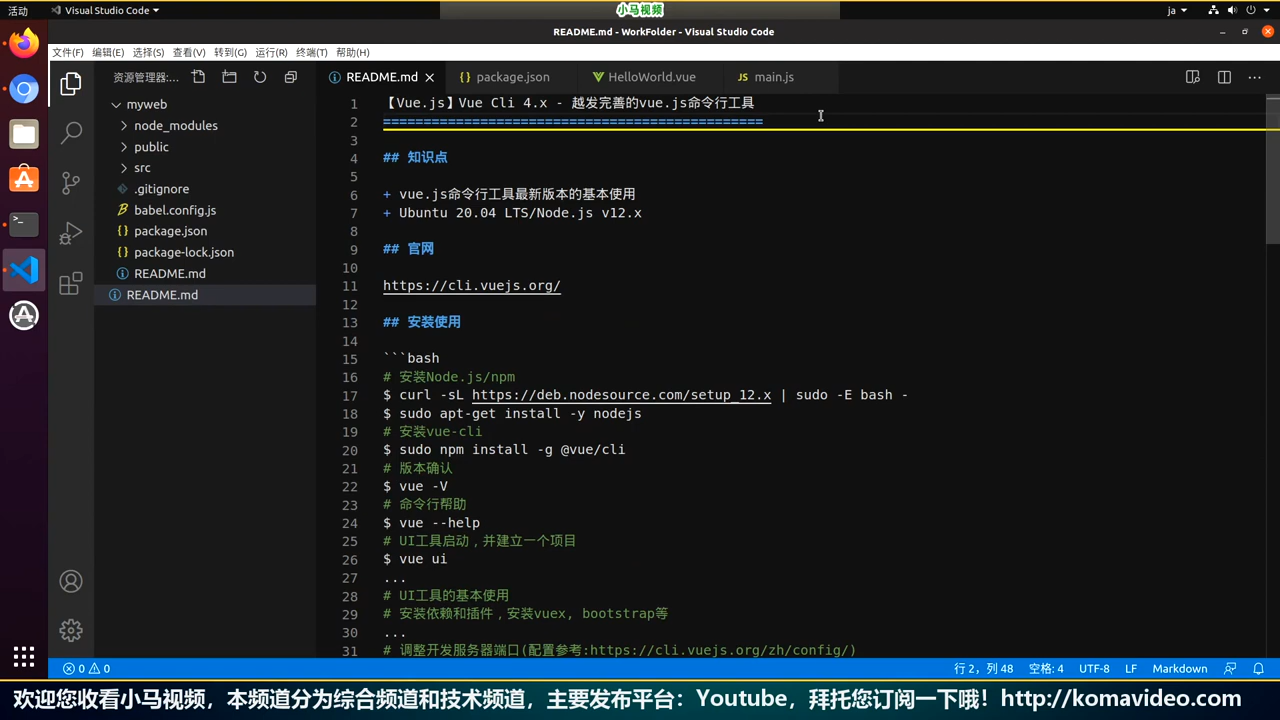 活动
Visual Studio Code
小马视频
ja
README.md - WorkFolder - Visual Studio Code
文件(F) 编辑(E) 选择(S) 查看(V) 转到(G) 运行(R) 终端(T) 帮助(H)
资源管理器:...
README.md
package.json
HelloWorld.vue
JS main.js
myweb
node_modules
public
src
.gitignore
babel.config.js
package.json
package-lock.json
README.md
README.md
1 【Vue.js】Vue Cli 4.x - 越发完善的vue.js命令行工具
2 ===============================================
3
4 ## 知识点
5
6 + vue.js命令行工具最新版本的基本使用
7 + Ubuntu 20.04 LTS/Node.js v12.x
8
9 ## 官网
10
11 https://cli.vuejs.org/
12
13 ## 安装使用
14
15 ```bash
16 # 安装Node.js/npm
17 $ curl -sL https://deb.nodesource.com/setup_12.x | sudo -E bash -
18 $ sudo apt-get install -y nodejs
19 # 安装vue-cli
20 $ sudo npm install -g @vue/cli
21 # 版本确认
22 $ vue -V
23 # 命令行帮助
24 $ vue --help
25 # UI工具启动，并建立一个项目
26 $ vue ui
27 ...
28 # UI工具的基本使用
29 # 安装依赖和插件，安装vuex, bootstrap等
30 ...
31 # 调整开发服务器端口(配置参考:https://cli.vuejs.org/zh/config/)
0 0
行 2，列 48 空格: 4 UTF-8 LF Markdown
欢迎您收看小马视频，本频道分为综合频道和技术频道，主要发布平台：Youtube，拜托您订阅一下哦！http://komavideo.com